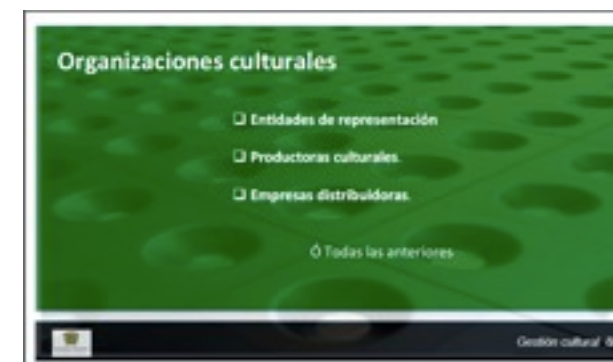 Organizaciones culturales
❑ Entidades de representación
❑ Productoras culturales.
❑ Empresas distribuidoras.
Ó Todas las anteriores
Gestión cultural